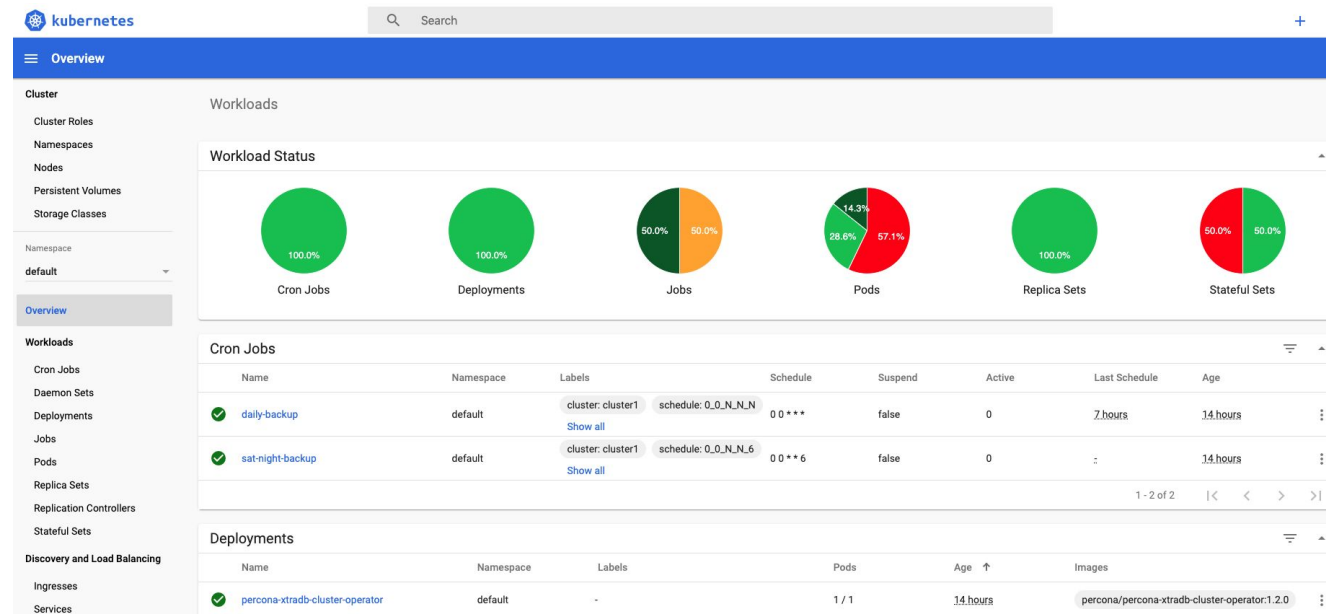 kubernetes
Search
+
Overview
Cluster
Cluster Roles
Namespaces
Nodes
Persistent Volumes
Storage Classes
Namespace
default
Overview
Workloads
Cron Jobs
Daemon Sets
Deployments
Jobs
Pods
Replica Sets
Replication Controllers
Stateful Sets
Discovery and Load Balancing
Ingresses
Services
Workloads
Workload Status
100.0%
Cron Jobs
100.0%
Deployments
50.0% 50.0%
Jobs
14.3%
28.6% 57.1%
Pods
100.0%
Replica Sets
50.0% 50.0%
Stateful Sets
Cron Jobs
Name Namespace Labels Schedule Suspend Active Last Schedule Age
daily-backup default cluster: cluster1 schedule: 0_0_N_N_N 0 0 * * * false 0 7 hours 14 hours
Show all
sat-night-backup default cluster: cluster1 schedule: 0_0_N_N_6 0 0 * * 6 false 0 - 14 hours
Show all
1 - 2 of 2
Deployments
Name Namespace Labels Pods Age Images
percona-xtradb-cluster-operator default - 1 / 1 14 hours percona/percona-xtradb-cluster-operator:1.2.0